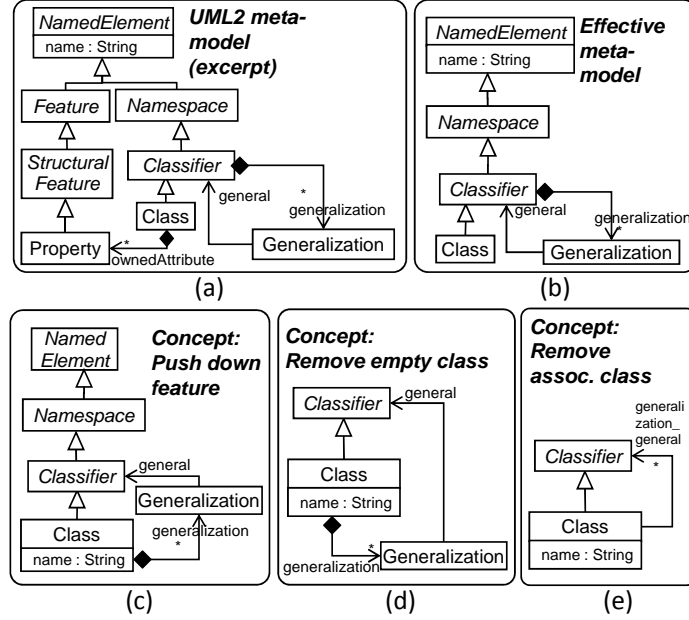 NamedElement
name : String
UML2 meta-
model
(excerpt)
Feature
Namespace
Structural
Feature
Classifier
general
*
generalization
Class
Property
*
ownedAttribute
Generalization
(a)
NamedElement
name : String
Effective
meta-
model
Namespace
Classifier
general
generalization
*
Class
Generalization
(b)
Named
Element
Concept:
Push down
feature
Namespace
Classifier
general
Generalization
generalization
*
Class
name : String
(c)
Concept:
Remove empty class
Classifier
general
Class
name : String
*
generalization
Generalization
(d)
Concept:
Remove
assoc. class
generali
zation_
general
*
Classifier
Class
name : String
(e)